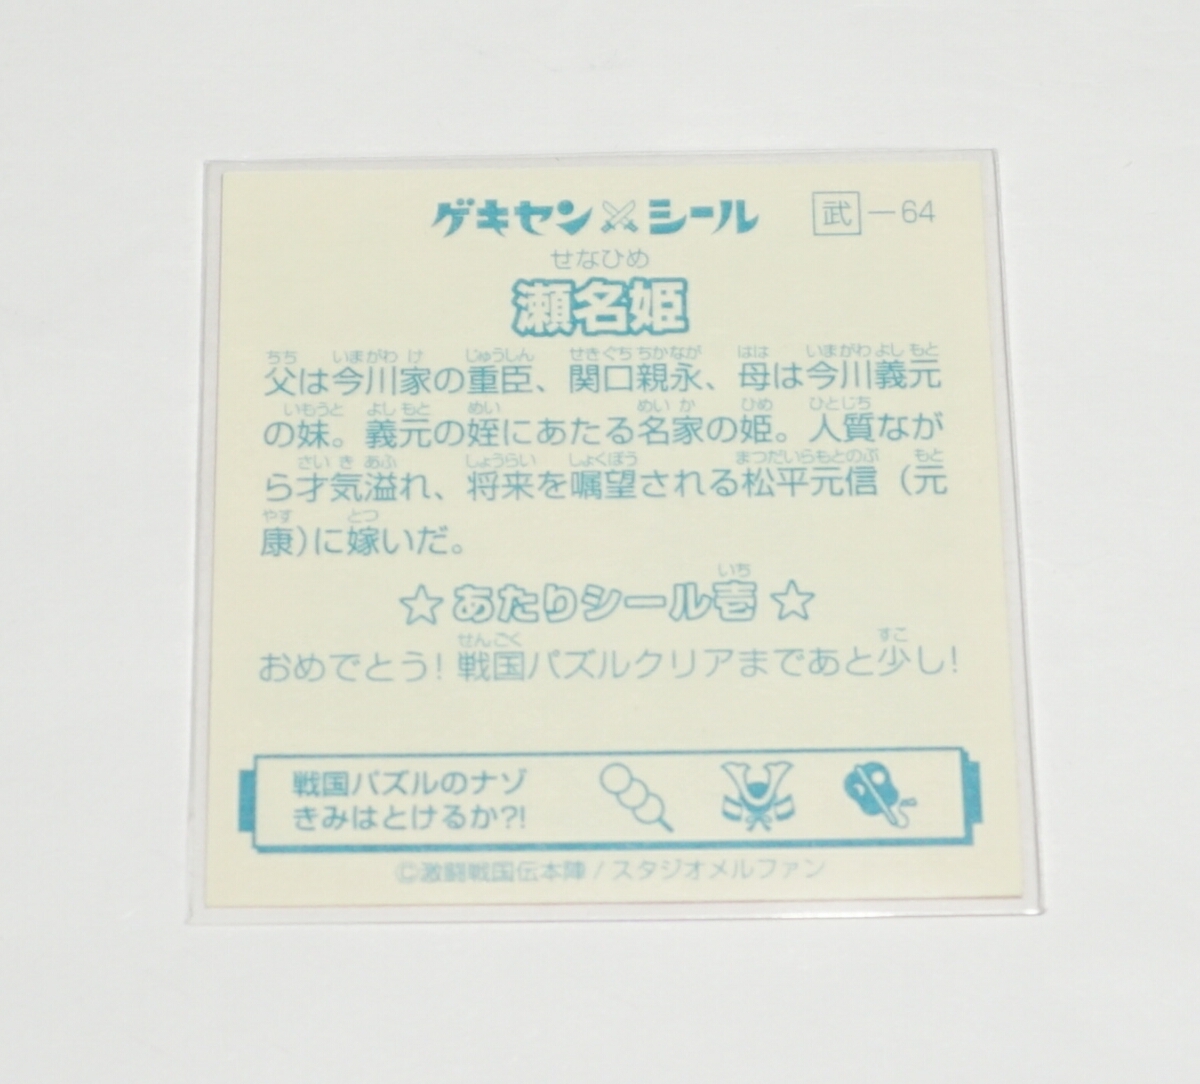 ゲキセン⚔シール 武－64
せなひめ
瀬名姫
ちち いまがわ け じゅうしん せきぐち ちかなが はは いまがわ よし もと
父は今川家の重臣、関口親永、母は今川義元
いもうと よし もと めい めい か ひめ ひとじち
の妹。義元の姪にあたる名家の姫。人質なが
さい き あふ しょうらい しょくぼう まつだいらもとのぶ もと
ら才気溢れ、将来を嘱望される松平元信（元
やす とつ
康）に嫁いだ。
いち
☆あたりシール壱☆
せんごく すこ
おめでとう！戦国パズルクリアまであと少し！
戦国パズルのナゾ
きみはとけるか?!
©激闘戦国伝本陣/スタジオメルファン